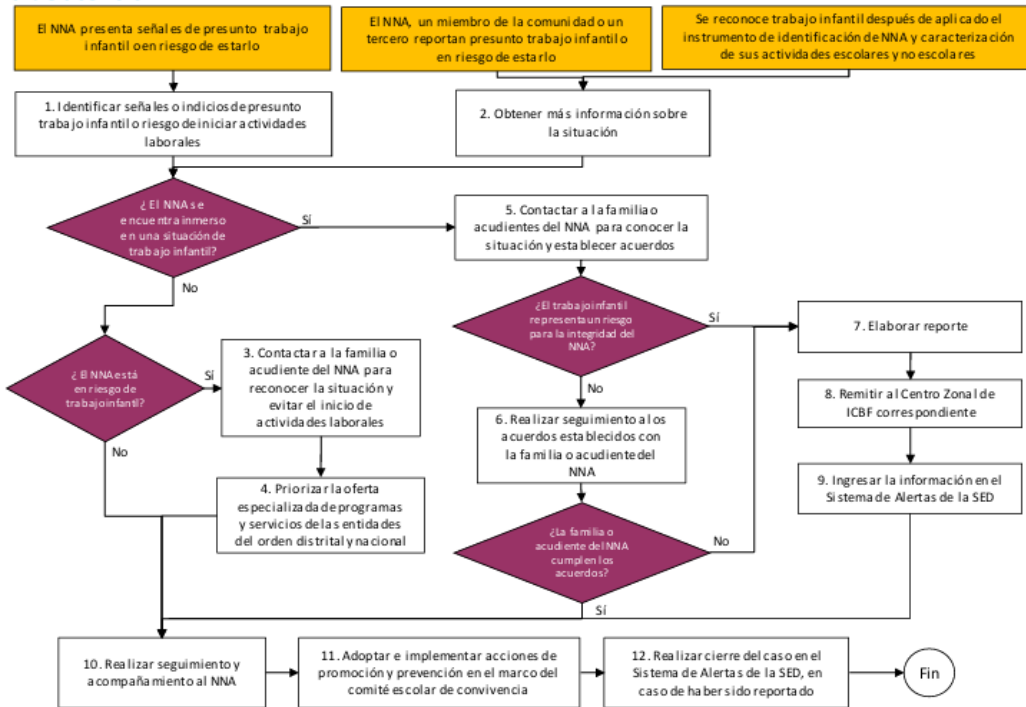 El NNA presenta señales de presunto trabajo
infantil oen riesgo de estarlo
El NNA, un miembro de la comunidad o un
tercero reportan presunto trabajo infantil o
en riesgo de estarlo
Se reconoce trabajo infantil después de aplicado el
instrumento de identificación de NNA y caracterización
de sus actividades escolares y no escolares
1. Identificar señales o indicios de presunto
trabajo infantil o riesgo de iniciar actividades
laborales
2. Obtener más información sobre
la situación
¿ El NNA se
encuentra inmerso
en una situación de
trabajo infantil?
Sí
No
5. Contactar a la familia o
acudientes del NNA para conocer la
situación y establecer acuerdos
¿El trabajo infantil
representa un riesgo
para la integridad del
NNA?
Sí
No
7. Elaborar reporte
¿ El NNA está
en riesgo de
trabajo infantil?
Sí
No
3. Contactar a la familia o
acudiente del NNA para
reconocer la situación y
evitar el inicio de
actividades laborales
8. Remitir al Centro Zonal de
ICBF correspondiente
6. Realizar seguimiento a los
acuerdos establecidos con
la familia o acudiente del
NNA
9. Ingresar la información en el
Sistema de Alertas de la SED
4. Priorizar la oferta
especializada de programas
y servicios de las entidades
del orden distrital y nacional
¿La familia o
acudiente del NNA
cumplen los
acuerdos?
No
Sí
10. Realizar seguimiento y
acompañamiento al NNA
11. Adoptar e implementar acciones de
promoción y prevención en el marco del
comité escolar de convivencia
12. Realizar cierre del caso en el
Sistema de Alertas de la SED, en
caso de haber sido reportado
Fin